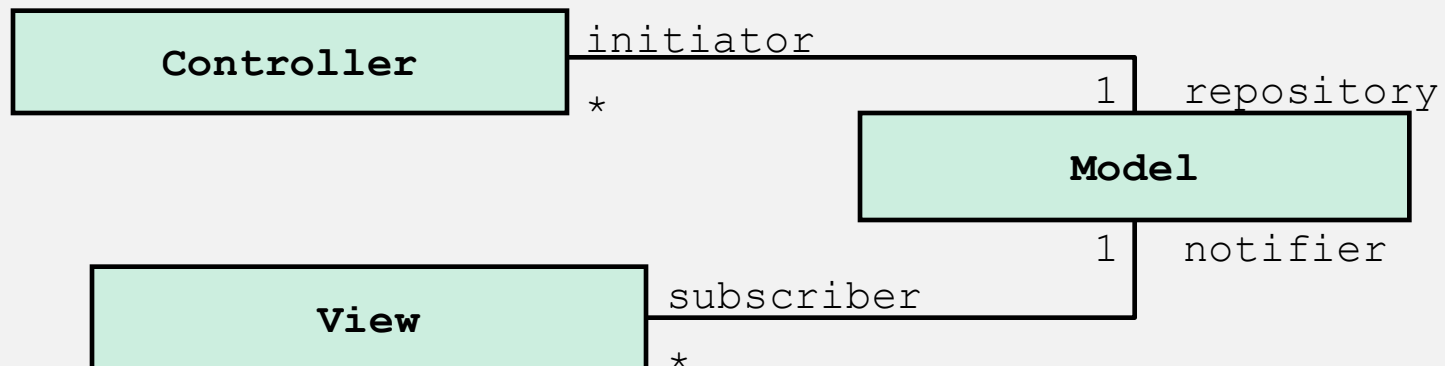 initiator
Controller
*
1 repository
Model
1 notifier
subscriber
View
*